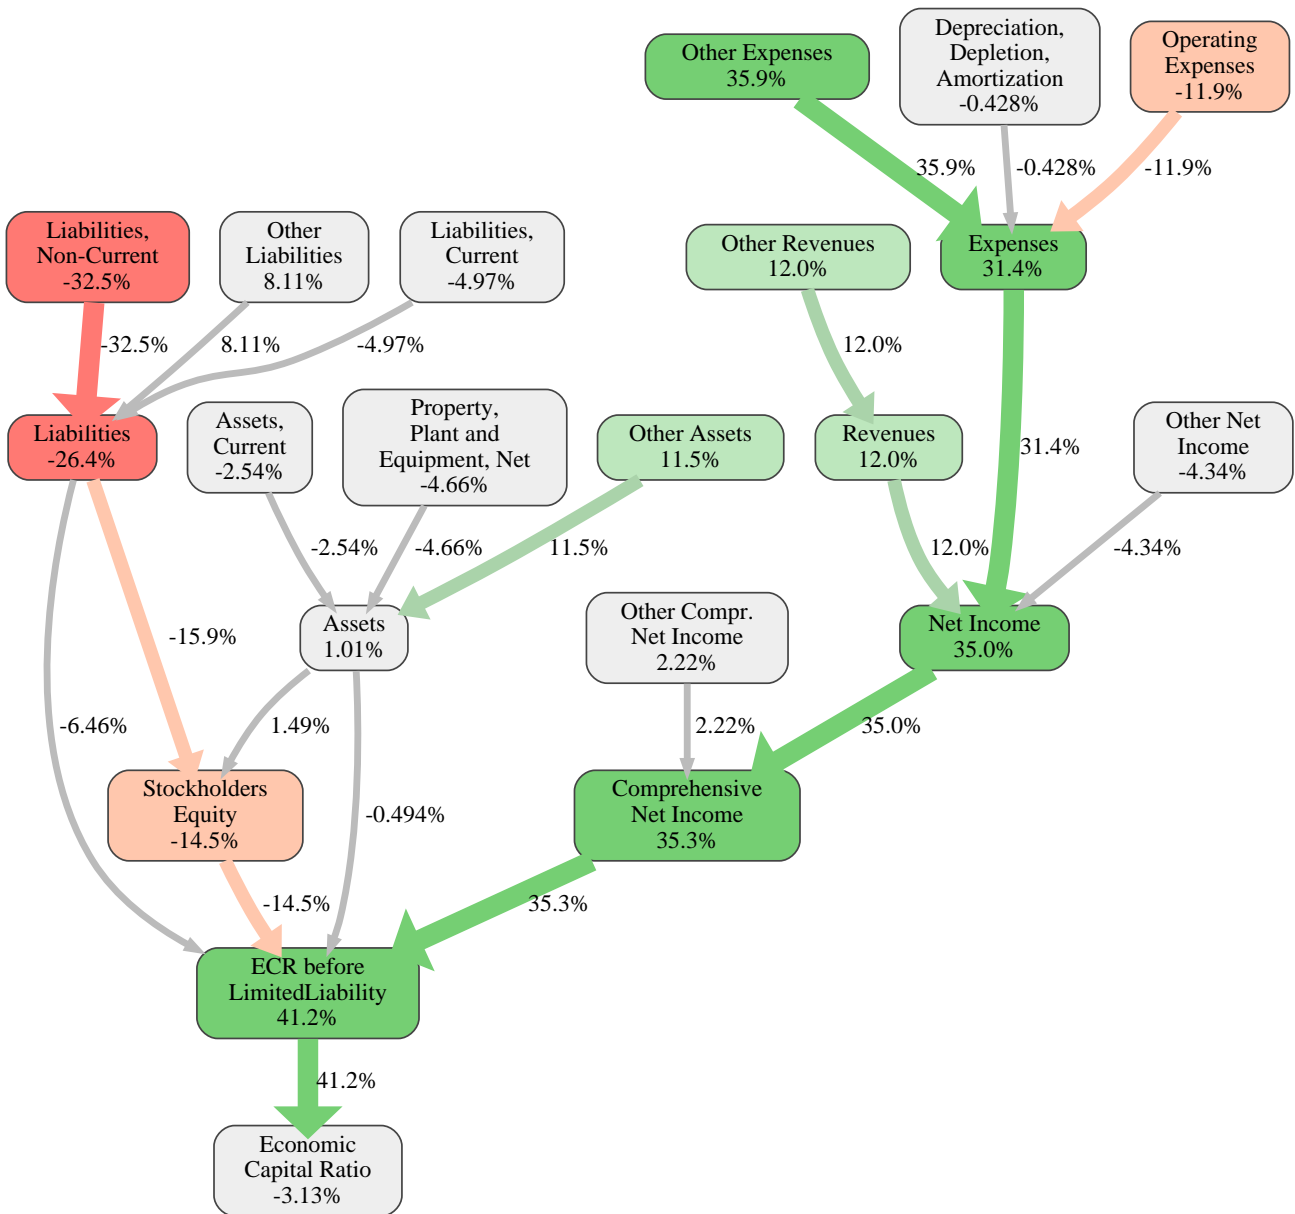 Other Expenses
35.9%
Depreciation,
Depletion,
Amortization
-0.428%
Operating
Expenses
-11.9%
35.9%
-0.428%
-11.9%
Liabilities,
Non-Current
-32.5%
Other
Liabilities
8.11%
Liabilities,
Current
-4.97%
Other Revenues
12.0%
Expenses
31.4%
-32.5%
8.11%
-4.97%
12.0%
Liabilities
-26.4%
Assets,
Current
-2.54%
Property,
Plant and
Equipment, Net
-4.66%
Other Assets
11.5%
Revenues
12.0%
31.4%
Other Net
Income
-4.34%
-2.54%
-4.66%
11.5%
12.0%
-4.34%
-15.9%
Assets
1.01%
Other Compr.
Net Income
2.22%
Net Income
35.0%
-6.46%
1.49%
2.22%
35.0%
Stockholders
Equity
-14.5%
-0.494%
Comprehensive
Net Income
35.3%
-14.5%
35.3%
ECR before
LimitedLiability
41.2%
41.2%
Economic
Capital Ratio
-3.13%